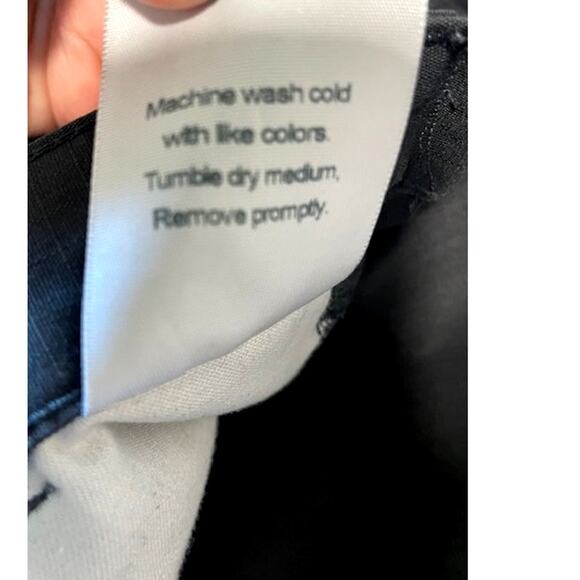 Machine wash cold
with like colors.
Tumble dry medium,
Remove promptly.